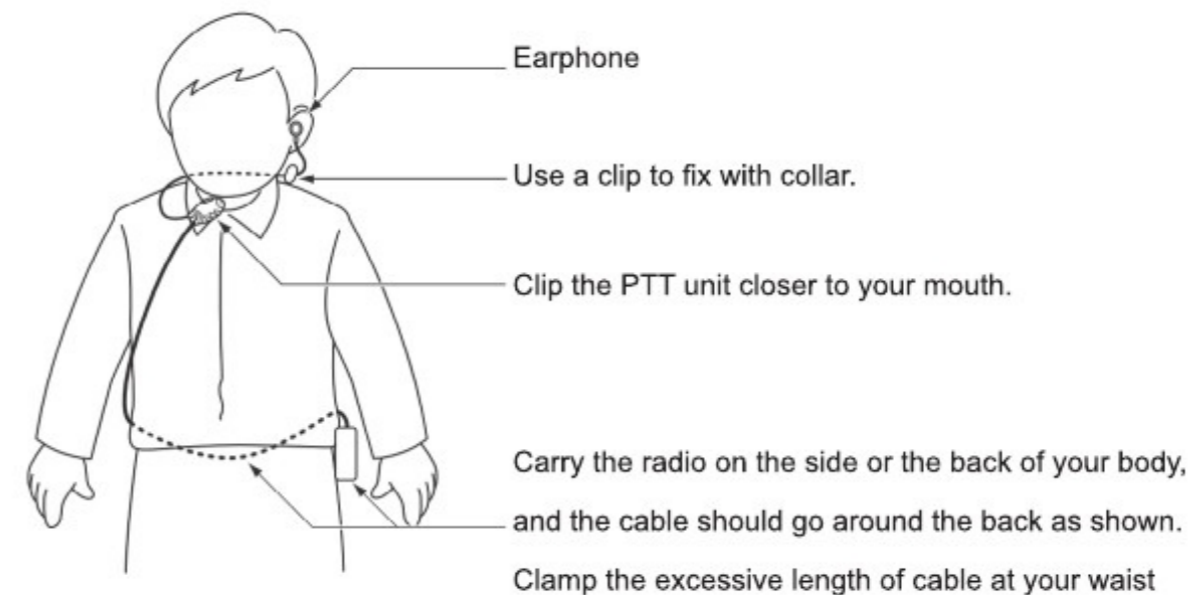 Earphone
Use a clip to fix with collar.
Clip the PTT unit closer to your mouth.
Carry the radio on the side or the back of your body,
and the cable should go around the back as shown.
Clamp the excessive length of cable at your waist